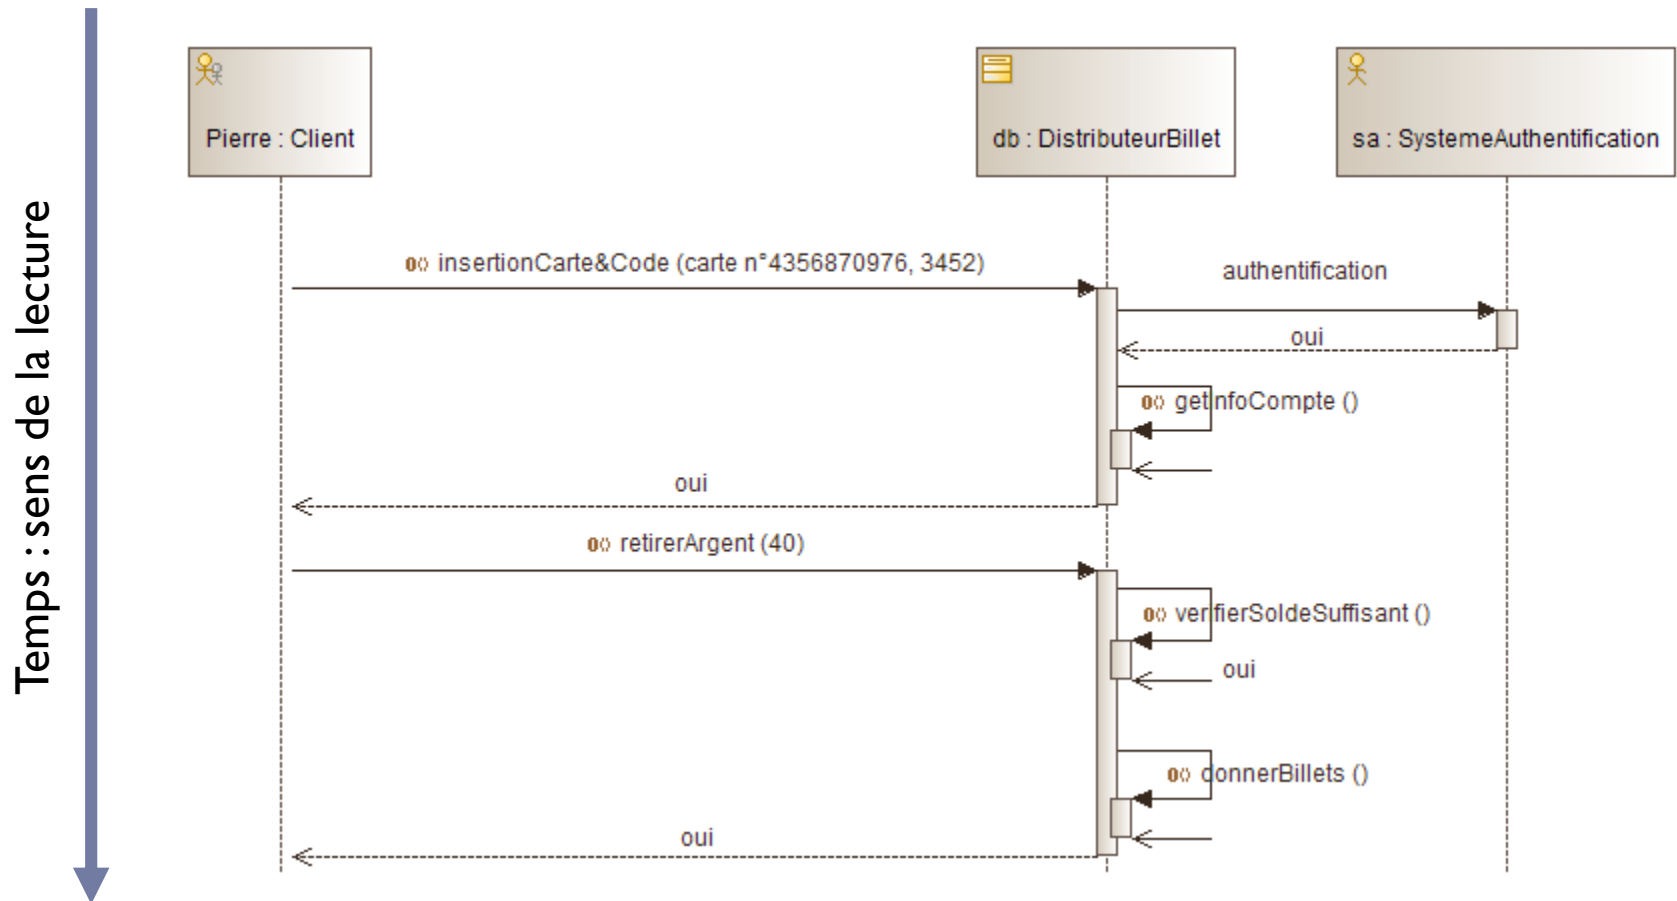 Temps : sens de la lecture
Pierre : Client
db : DistributeurBillet
sa : SystemeAuthentification
insertionCarte&Code (carte n°4356870976, 3452)
authentification
oui
getInfoCompte ()
oui
retirerArgent (40)
verifierSoldeSuffisant ()
oui
donnerBillets ()
oui